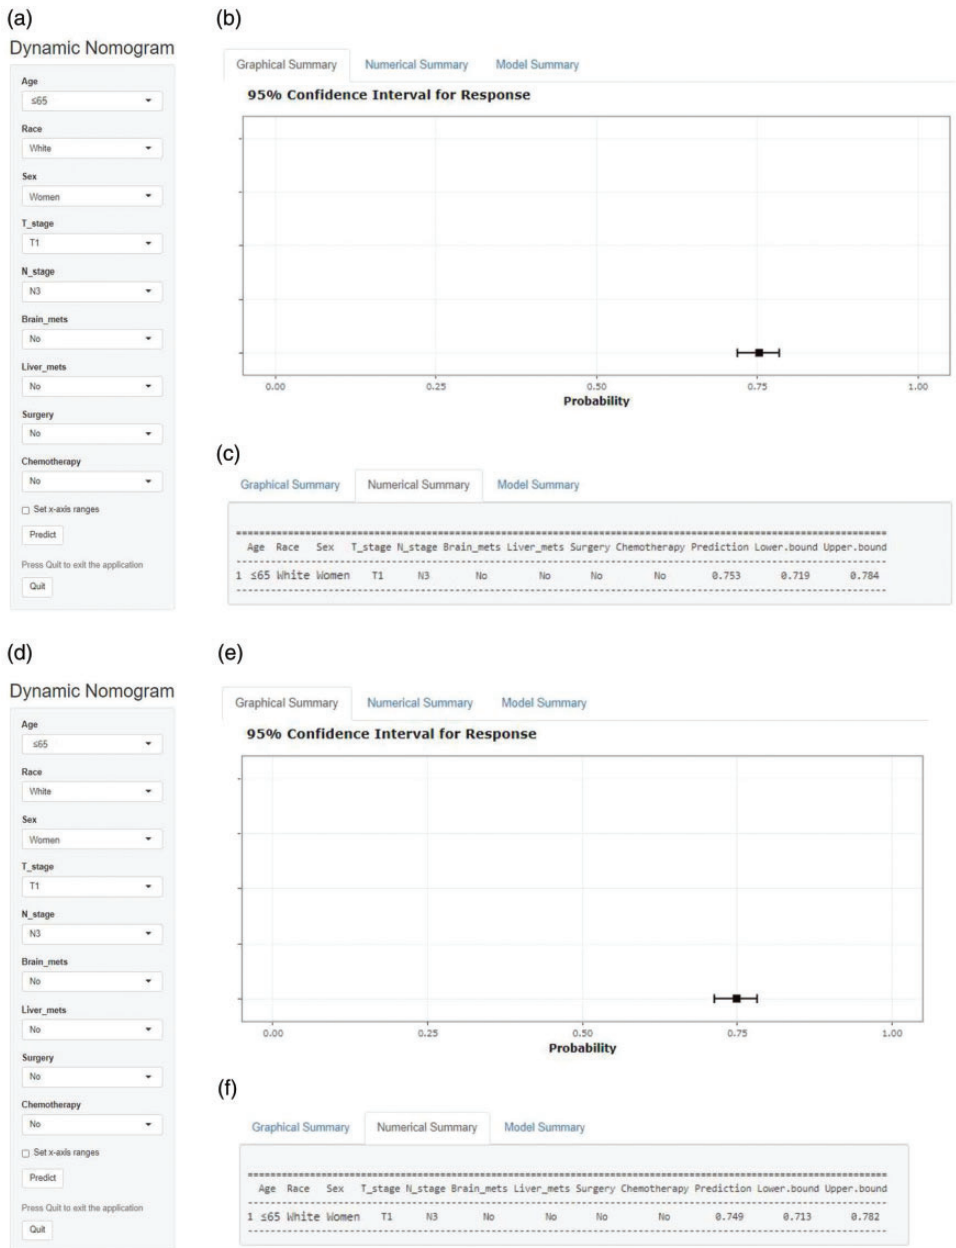 (a)
Dynamic Nomogram
Age
≤65
Race
White
Sex
Women
T_stage
T1
N_stage
N3
Brain_mets
No
Liver_mets
No
Surgery
No
Chemotherapy
No
Set x-axis ranges
Predict
Press Quit to exit the application
Quit
(b)
Graphical Summary Numerical Summary Model Summary
95% Confidence Interval for Response
0.00 0.25 0.50 0.75 1.00
Probability
(c)
Graphical Summary Numerical Summary Model Summary
Age Race Sex T_stage N_stage Brain_mets Liver_mets Surgery Chemotherapy Prediction Lower.bound Upper.bound
1 ≤65 White Women T1 N3 No No No No 0.753 0.719 0.784
(d)
Dynamic Nomogram
Age
≤65
Race
White
Sex
Women
T_stage
T1
N_stage
N3
Brain_mets
No
Liver_mets
No
Surgery
No
Chemotherapy
No
Set x-axis ranges
Predict
Press Quit to exit the application
Quit
(e)
Graphical Summary Numerical Summary Model Summary
95% Confidence Interval for Response
0.00 0.25 0.50 0.75 1.00
Probability
(f)
Graphical Summary Numerical Summary Model Summary
Age Race Sex T_stage N_stage Brain_mets Liver_mets Surgery Chemotherapy Prediction Lower.bound Upper.bound
1 ≤65 White Women T1 N3 No No No No 0.749 0.713 0.782